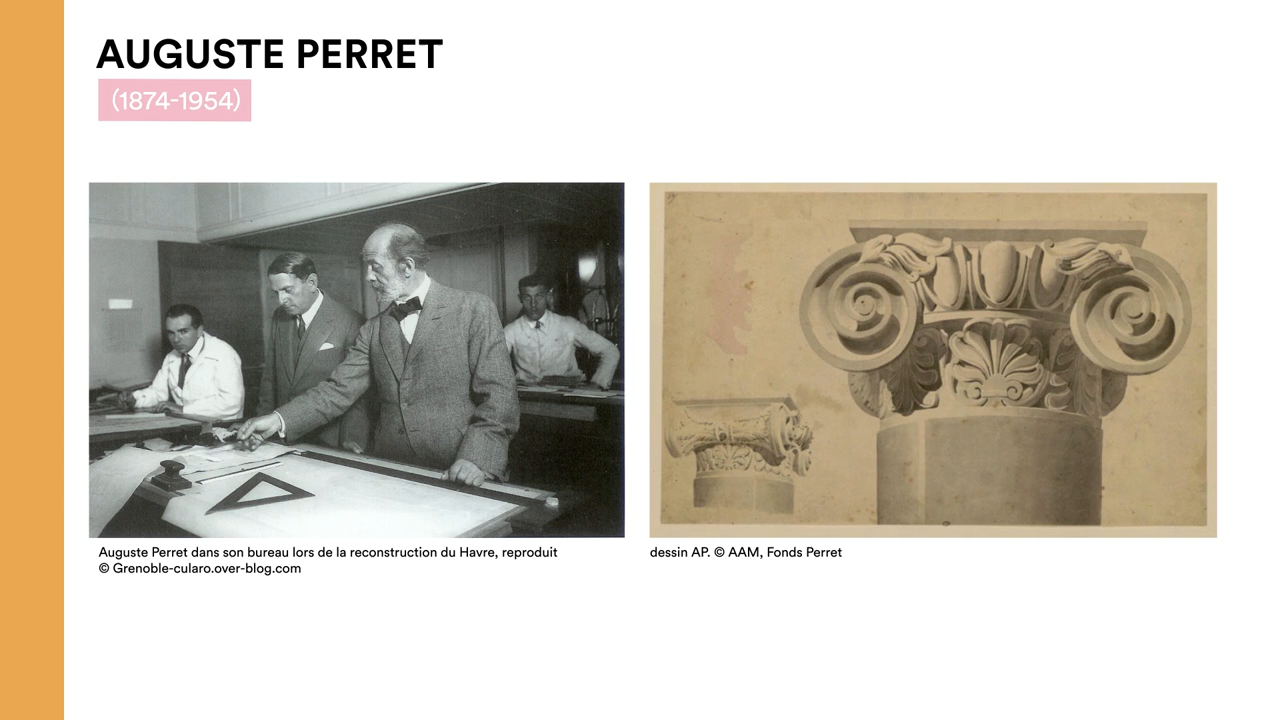 AUGUSTE PERRET
(1874-1954)
Auguste Perret dans son bureau lors de la reconstruction du Havre, reproduit
© Grenoble-cularo.over-blog.com
dessin AP. © AAM, Fonds Perret